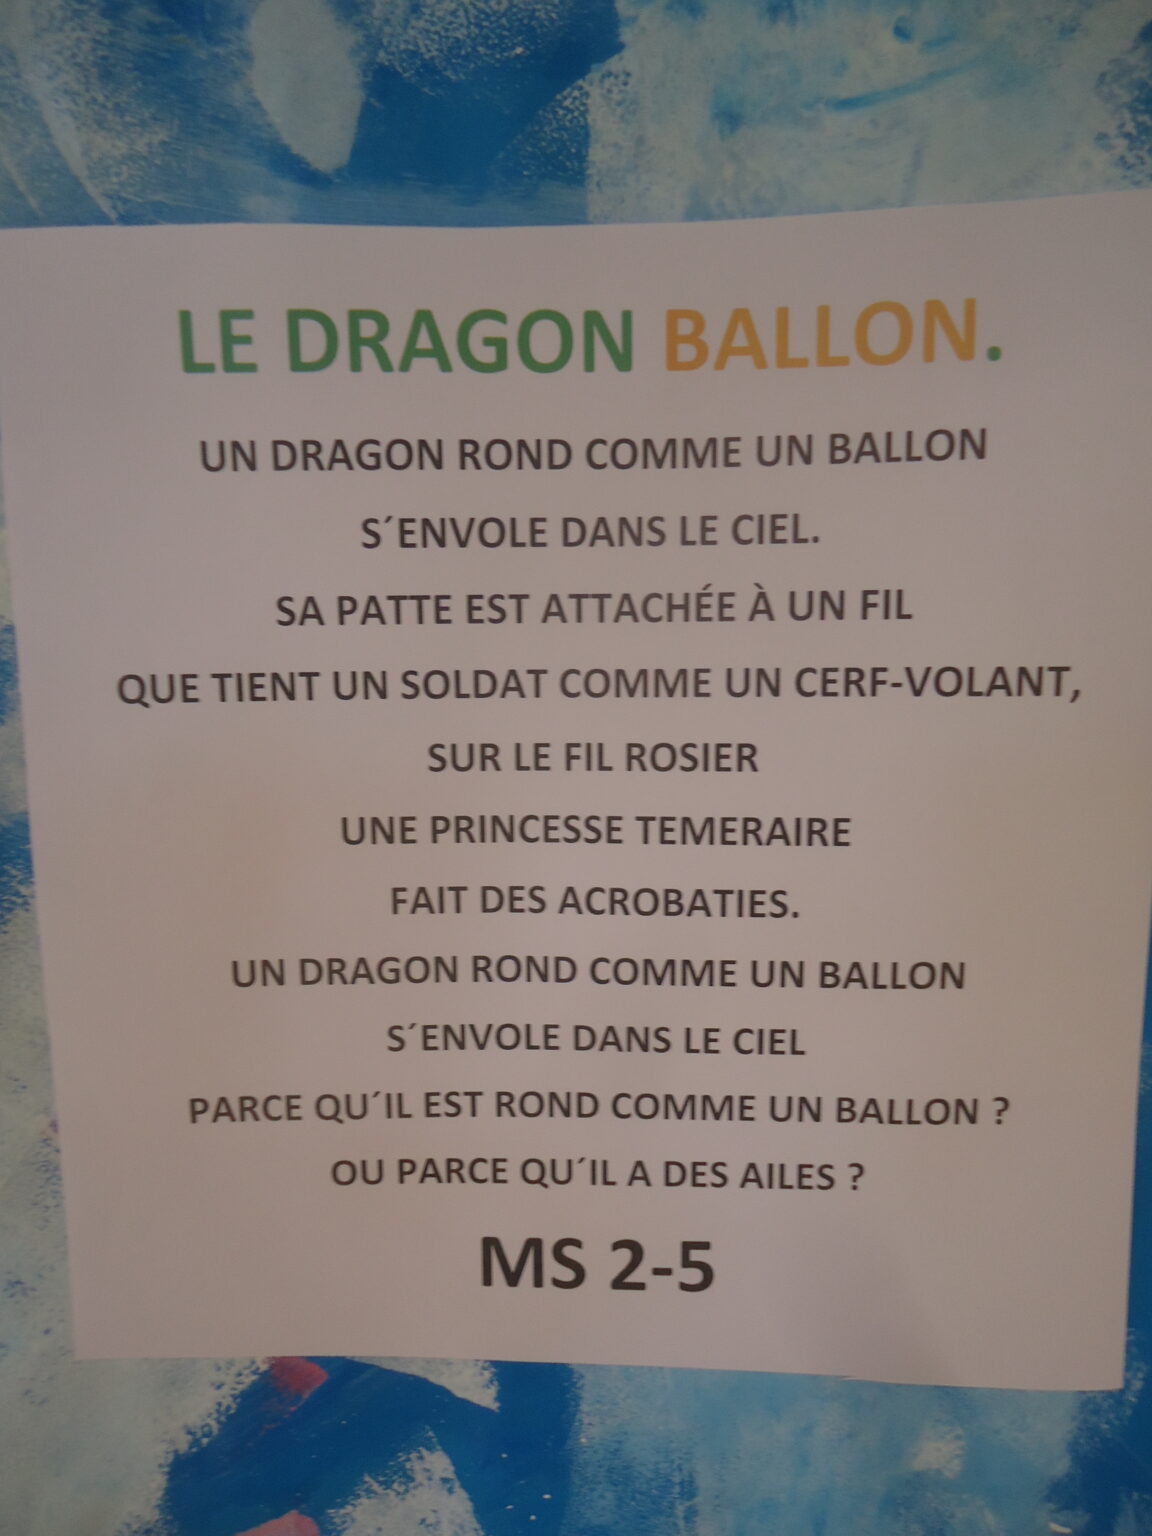 LE DRAGON BALLON.
UN DRAGON ROND COMME UN BALLON
S´ENVOLE DANS LE CIEL.
SA PATTE EST ATTACHÉE À UN FIL
QUE TIENT UN SOLDAT COMME UN CERF-VOLANT,
SUR LE FIL ROSIER
UNE PRINCESSE TEMERAIRE
FAIT DES ACROBATIES.
UN DRAGON ROND COMME UN BALLON
S´ENVOLE DANS LE CIEL
PARCE QU´IL EST ROND COMME UN BALLON ?
OU PARCE QU´IL A DES AILES ?
MS 2-5